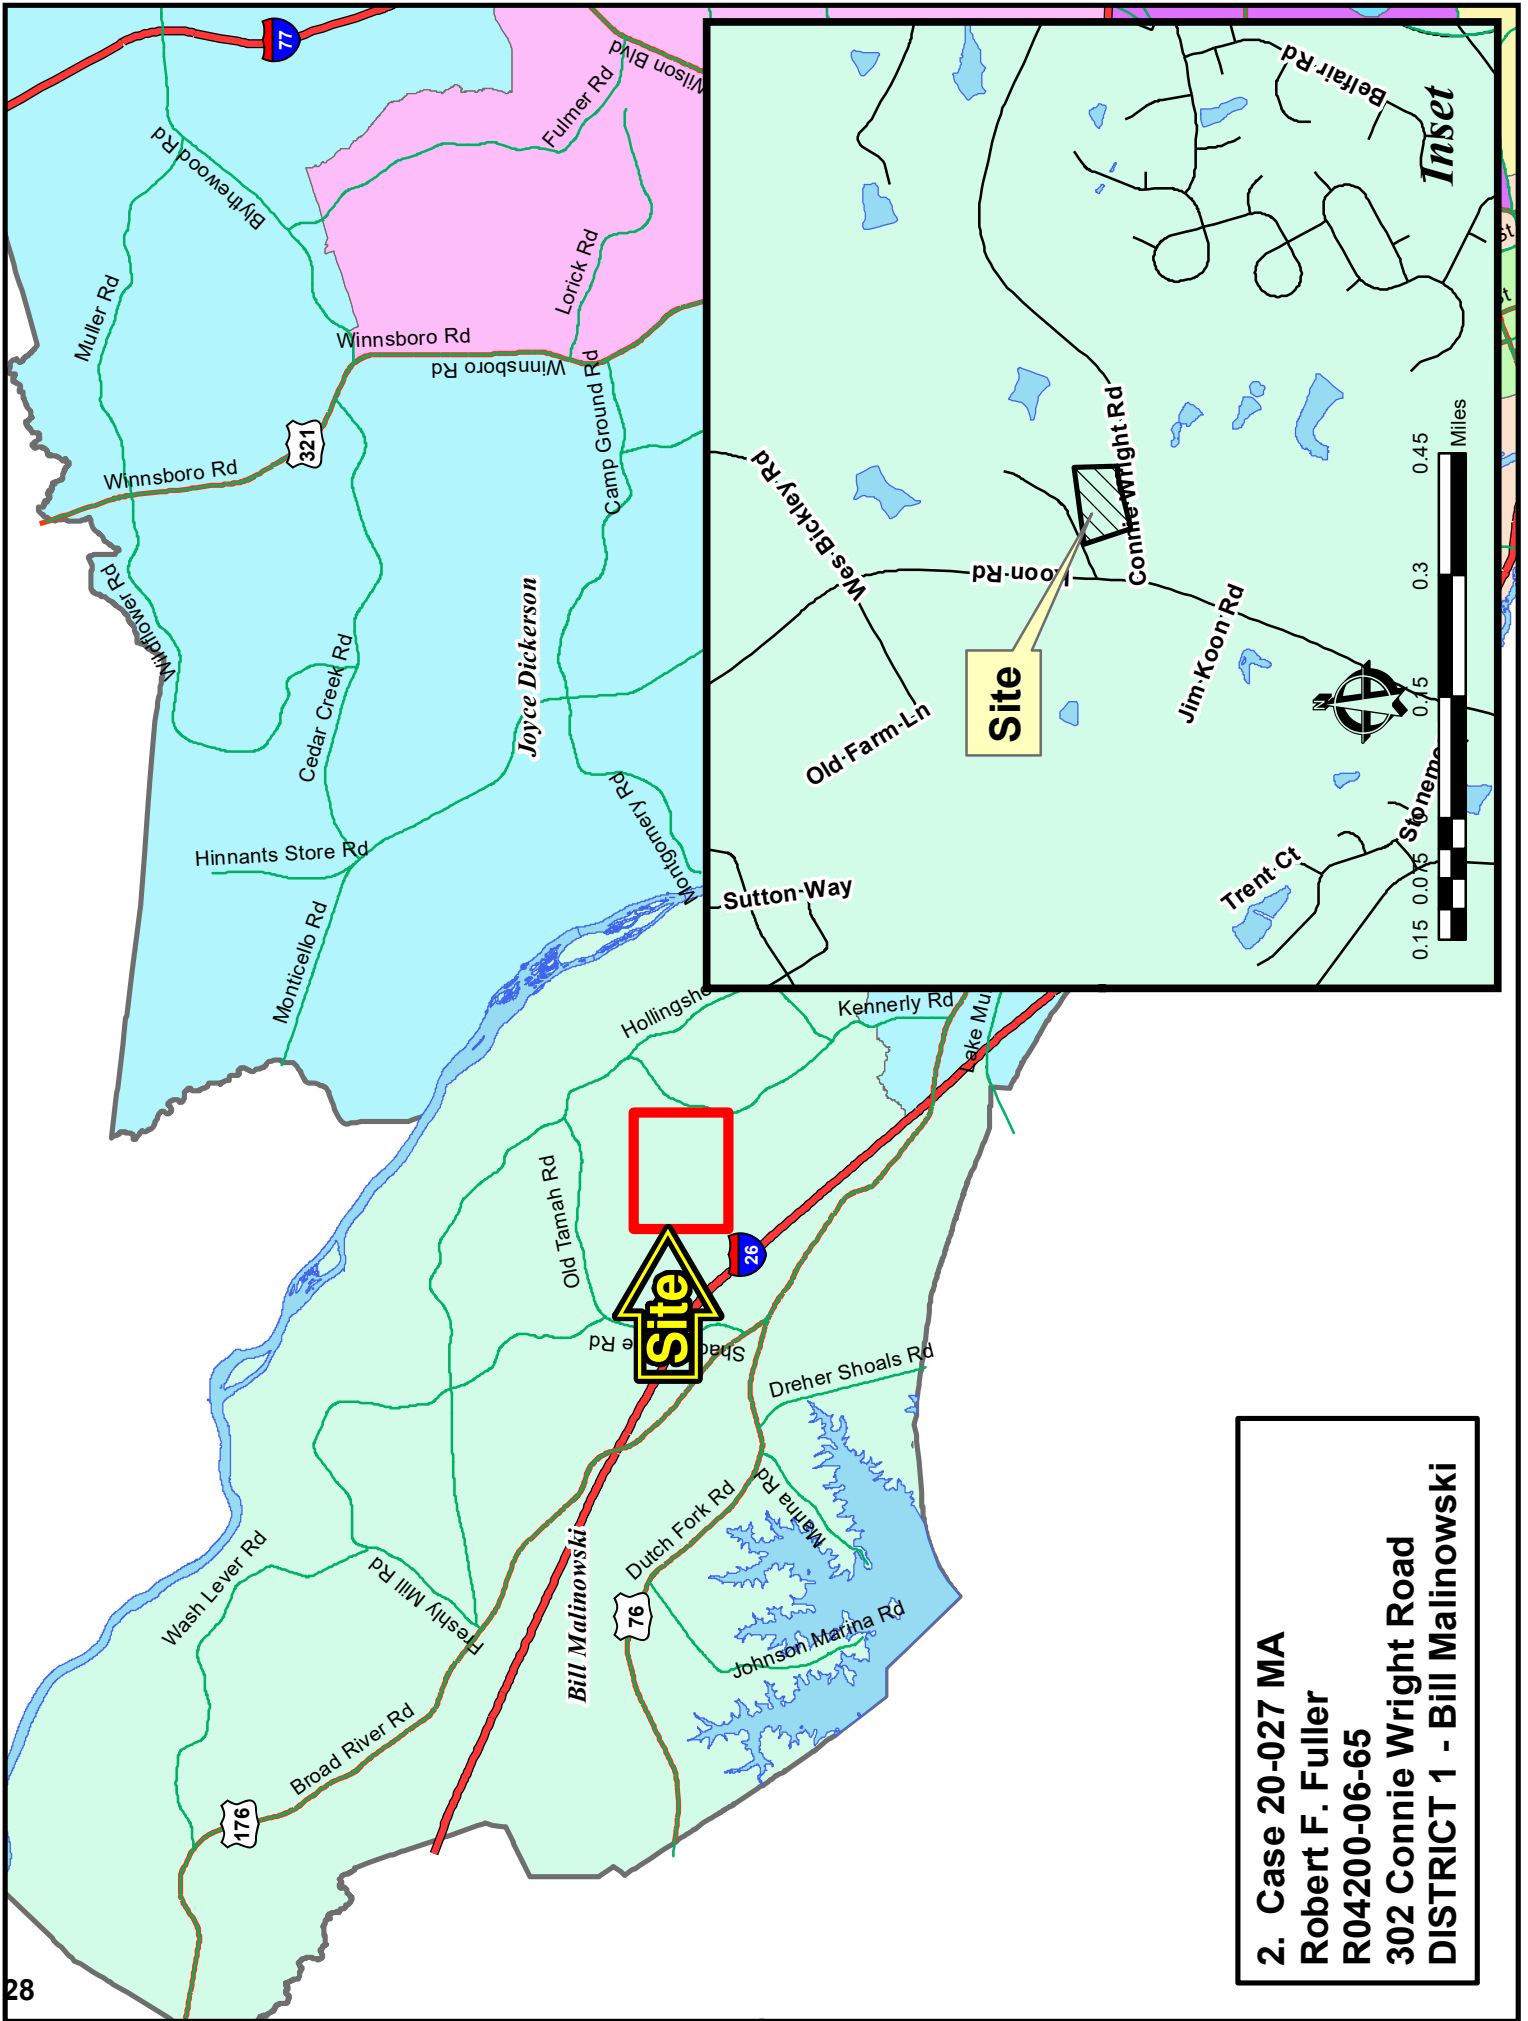 28
77
Blythewood Rd
Muller Rd
Fulmer Rd
Wilson Blvd
Lorick Rd
Winnsboro Rd
Winnsboro Rd
321
Winnsboro Rd
Camp Ground Rd
Wildflower Rd
Cedar Creek Rd
Joyce Dickerson
Montgomery Rd
Hinnants Store Rd
Monticello Rd
Kennerly Rd
Old Tamah Rd
26
Site
Dreher Shoals Rd
Marina Rd
Dutch Fork Rd
76
Johnson Marina Rd
Bill Malinowski
Wash Lever Rd
Freshly Mill Rd
Broad River Rd
176
Inset
Belfair Rd
Wes Bickley Rd
Koon Rd
Connie Wright Rd
Old Farm Ln
Site
Jim Koon Rd
Sutton Way
Trent Ct
N
0.15 0.075 0 0.15 0.3 0.45
Miles
2. Case 20-027 MA
Robert F. Fuller
R04200-06-65
302 Connie Wright Road
DISTRICT 1 - Bill Malinowski